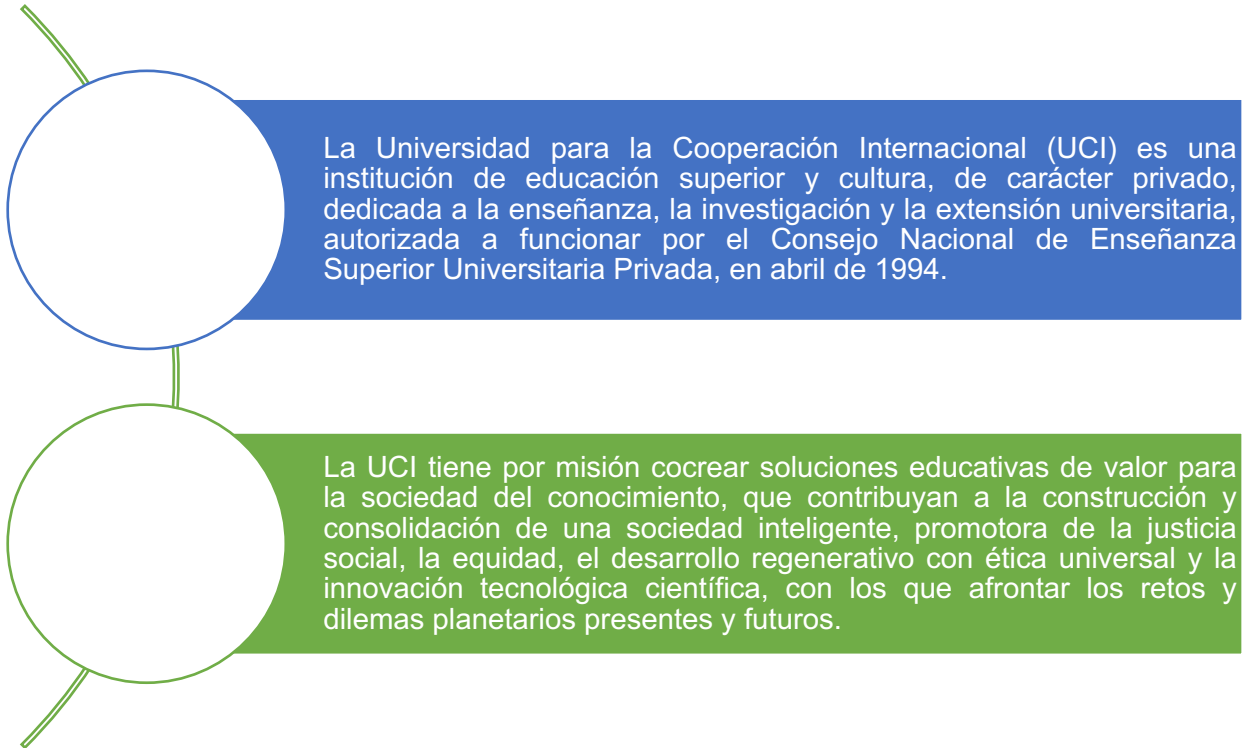 La Universidad para la Cooperación Internacional (UCI) es una
institución de educación superior y cultura, de carácter privado,
dedicada a la enseñanza, la investigación y la extensión universitaria,
autorizada a funcionar por el Consejo Nacional de Enseñanza
Superior Universitaria Privada, en abril de 1994.
La UCI tiene por misión cocrear soluciones educativas de valor para
la sociedad del conocimiento, que contribuyan a la construcción y
consolidación de una sociedad inteligente, promotora de la justicia
social, la equidad, el desarrollo regenerativo con ética universal y la
innovación tecnológica científica, con los que afrontar los retos y
dilemas planetarios presentes y futuros.